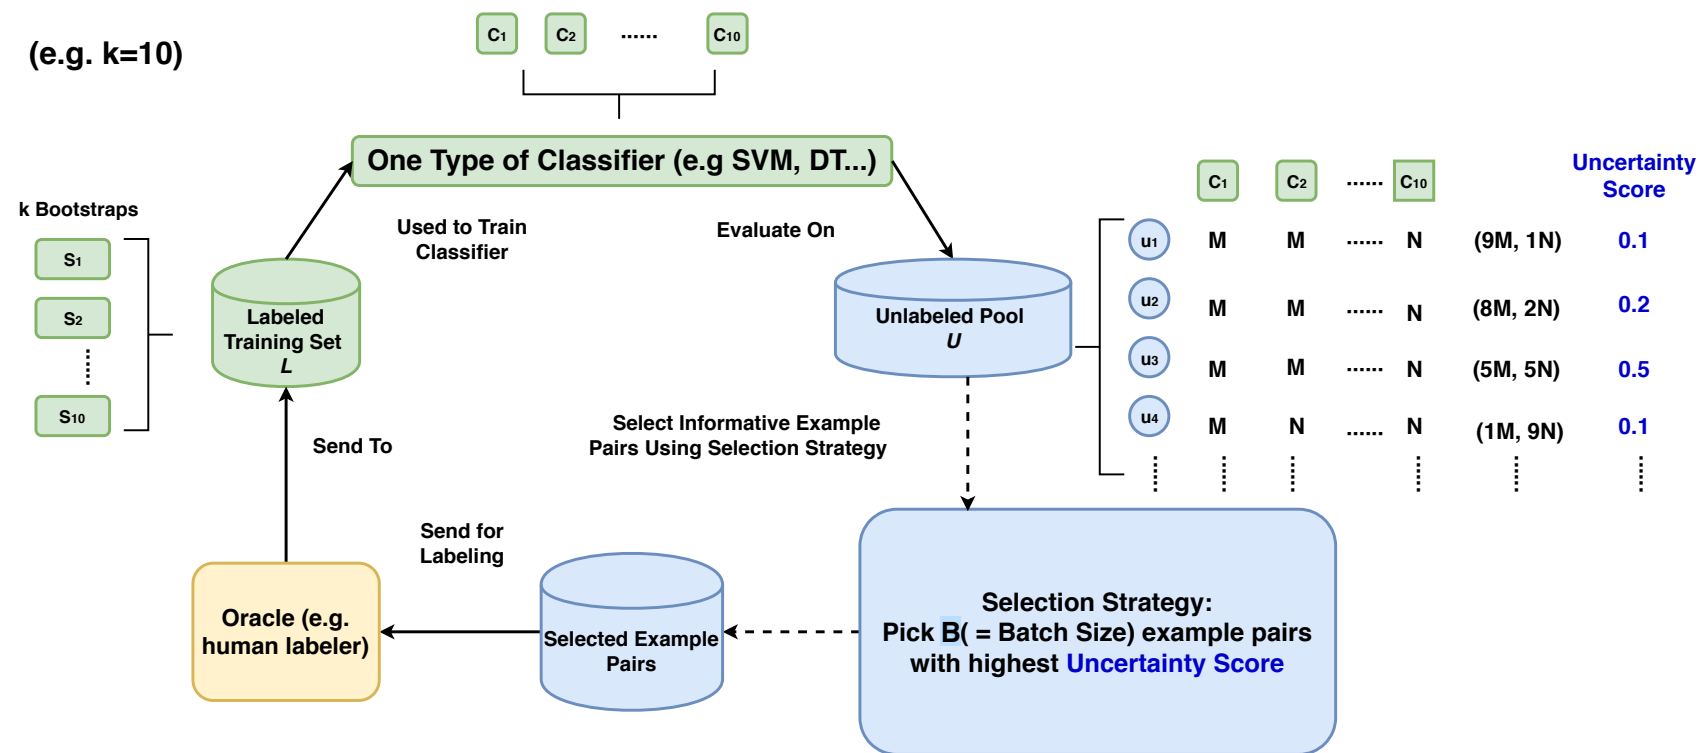 (e.g. k=10)
C1 C2 ...... C10
One Type of Classifier (e.g SVM, DT...)
k Bootstraps
S1
S2
S10
Used to Train
Classifier
Evaluate On
Labeled
Training Set
L
Unlabeled Pool
U
C1 C2 ...... C10
Uncertainty
Score
u1 M M ...... N (9M, 1N) 0.1
u2 M M ...... N (8M, 2N) 0.2
u3 M M ...... N (5M, 5N) 0.5
u4 M N ...... N (1M, 9N) 0.1
Select Informative Example
Pairs Using Selection Strategy
Send To
Send for
Labeling
Oracle (e.g.
human labeler)
Selected Example
Pairs
Selection Strategy:
Pick B( = Batch Size) example pairs
with highest Uncertainty Score